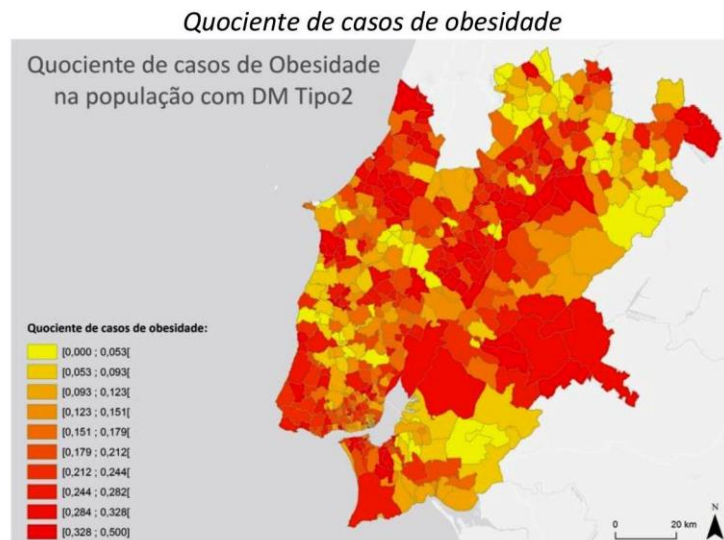 Quociente de casos de obesidade
Quociente de casos de Obesidade
na população com DM Tipo2
Quociente de casos de obesidade:
[0,000 ; 0,053[
[0,053 ; 0,093[
[0,093 ; 0,123[
[0,123 ; 0,151[
[0,151 ; 0,179[
[0,179 ; 0,212[
[0,212 ; 0,244[
[0,244 ; 0,282[
[0,284 ; 0,328[
[0,328 ; 0,500]
0 20 km
N